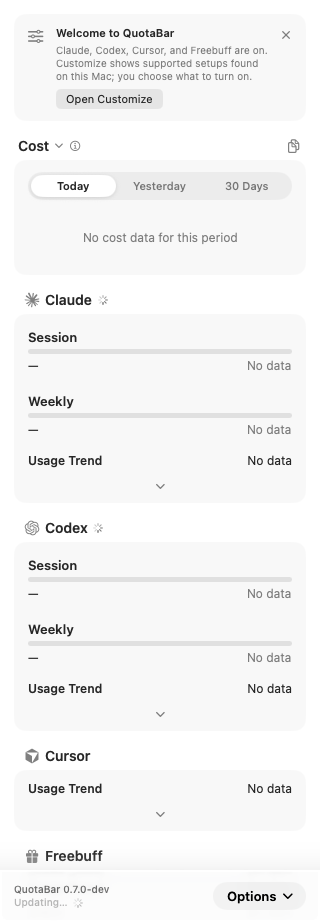 Welcome to QuotaBar
Claude, Codex, Cursor, and Freebuff are on.
Customize shows supported setups found
on this Mac; you choose what to turn on.
Open Customize
Cost
Today Yesterday 30 Days
No cost data for this period
Claude
Session
— No data
Weekly
— No data
Usage Trend No data
Codex
Session
— No data
Weekly
— No data
Usage Trend No data
Cursor
Usage Trend No data
Freebuff
QuotaBar 0.7.0-dev
Updating...
Options